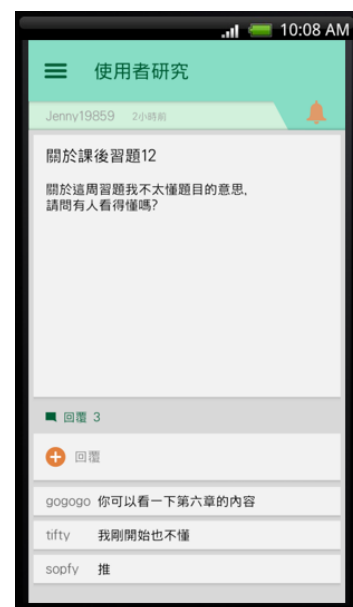 10:08 AM
使用者研究
Jenny19859 2小時前
關於課後習題12
關於這周習題我不太懂題目的意思,
請問有人看得懂嗎?
回覆 3
回覆
gogogo 你可以看一下第六章的內容
tifty 我剛開始也不懂
sopfy 推